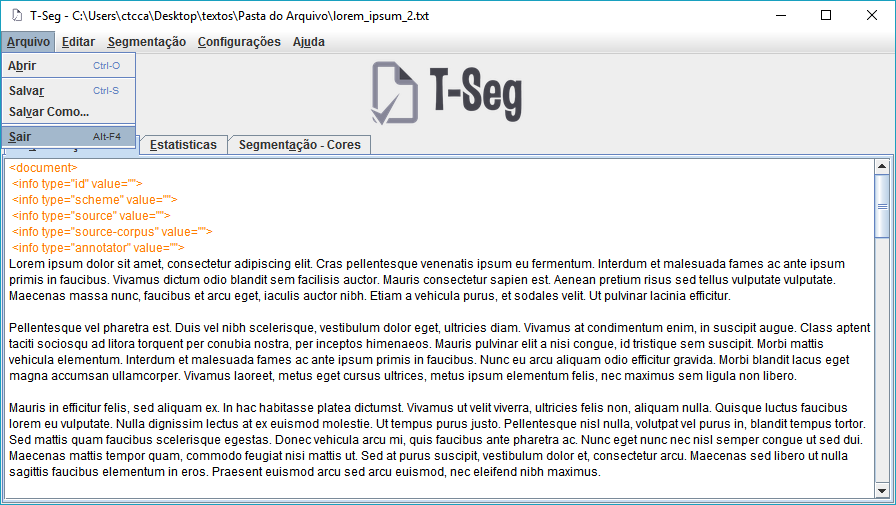 T-Seg - C:\Users\ctcca\Desktop\textos\Pasta do Arquivo\lorem_ipsum_2.txt
Arquivo Editar Segmentação Configurações Ajuda
Abrir Ctrl-O
Salvar Ctrl-S
Salvar Como...
Sair Alt-F4
T-Seg
Estatisticas Segmentação - Cores
<document>
<info type="id" value="">
<info type="scheme" value="">
<info type="source" value="">
<info type="source-corpus" value="">
<info type="annotator" value="">
Lorem ipsum dolor sit amet, consectetur adipiscing elit. Cras pellentesque venenatis ipsum eu fermentum. Interdum et malesuada fames ac ante ipsum
primis in faucibus. Vivamus dictum odio blandit sem facilisis auctor. Mauris consectetur sapien est. Aenean pretium risus sed tellus vulputate vulputate.
Maecenas massa nunc, faucibus et arcu eget, iaculis auctor nibh. Etiam a vehicula purus, et sodales velit. Ut pulvinar lacinia efficitur.
Pellentesque vel pharetra est. Duis vel nibh scelerisque, vestibulum dolor eget, ultricies diam. Vivamus at condimentum enim, in suscipit augue. Class aptent
taciti sociosqu ad litora torquent per conubia nostra, per inceptos himenaeos. Mauris pulvinar elit a nisi congue, id tristique sem suscipit. Morbi mattis
vehicula elementum. Interdum et malesuada fames ac ante ipsum primis in faucibus. Nunc eu arcu aliquam odio efficitur gravida. Morbi blandit lacus eget
magna accumsan ullamcorper. Vivamus laoreet, metus eget cursus ultrices, metus ipsum elementum felis, nec maximus sem ligula non libero.
Mauris in efficitur felis, sed aliquam ex. In hac habitasse platea dictumst. Vivamus ut velit viverra, ultricies felis non, aliquam nulla. Quisque luctus faucibus
lorem eu vulputate. Nulla dignissim lectus at ex euismod molestie. Ut tempus purus justo. Pellentesque nisl nulla, volutpat vel purus in, blandit tempus tortor.
Sed mattis quam faucibus scelerisque egestas. Donec vehicula arcu mi, quis faucibus ante pharetra ac. Nunc eget nunc nec nisl semper congue ut sed dui.
Maecenas mattis tempor quam, commodo feugiat nisi mattis ut. Sed at purus suscipit, vestibulum dolor et, consectetur arcu. Maecenas sed libero ut nulla
sagittis faucibus elementum in eros. Praesent euismod arcu sed arcu euismod, nec eleifend nibh maximus.